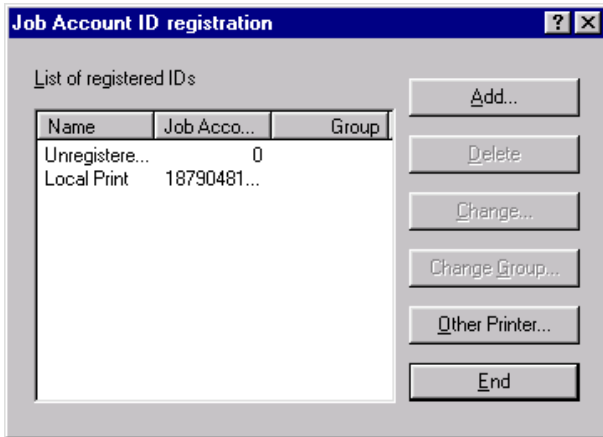 Job Account ID registration
List of registered IDs
Name Job Acco... Group
Unregistere... 0
Local Print 18790481...
Add...
Delete
Change...
Change Group...
Other Printer...
End